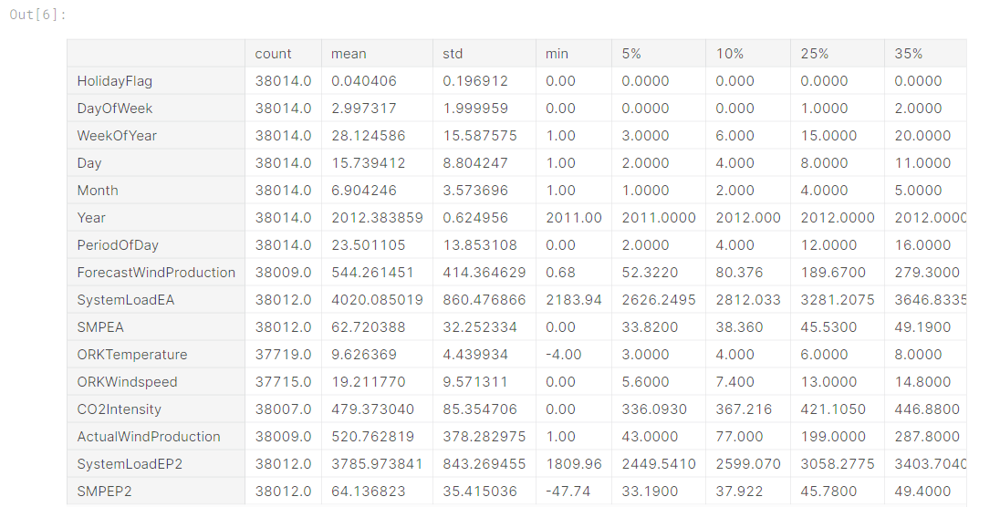 Out[6]:
count mean std min 5% 10% 25% 35%
HolidayFlag 38014.0 0.040406 0.196912 0.00 0.0000 0.000 0.0000 0.0000
DayOfWeek 38014.0 2.997317 1.999959 0.00 0.0000 0.000 1.0000 2.0000
WeekOfYear 38014.0 28.124586 15.587575 1.00 3.0000 6.000 15.0000 20.0000
Day 38014.0 15.739412 8.804247 1.00 2.0000 4.000 8.0000 11.0000
Month 38014.0 6.904246 3.573696 1.00 1.0000 2.000 4.0000 5.0000
Year 38014.0 2012.383859 0.624956 2011.00 2011.0000 2012.000 2012.0000 2012.0000
PeriodOfDay 38014.0 23.501105 13.853108 0.00 2.0000 4.000 12.0000 16.0000
ForecastWindProduction 38009.0 544.261451 414.364629 0.68 52.3220 80.376 189.6700 279.3000
SystemLoadEA 38012.0 4020.085019 860.476866 2183.94 2626.2495 2812.033 3281.2075 3646.8335
SMPEA 38012.0 62.720388 32.252334 0.00 33.8200 38.360 45.5300 49.1900
ORKTemperature 37719.0 9.626369 4.439934 -4.00 3.0000 4.000 6.0000 8.0000
ORKWindspeed 37715.0 19.211770 9.571311 0.00 5.6000 7.400 13.0000 14.8000
CO2Intensity 38007.0 479.373040 85.354706 0.00 336.0930 367.216 421.1050 446.8800
ActualWindProduction 38009.0 520.762819 378.282975 1.00 43.0000 77.000 199.0000 287.8000
SystemLoadEP2 38012.0 3785.973841 843.269455 1809.96 2449.5410 2599.070 3058.2775 3403.7040
SMPEP2 38012.0 64.136823 35.415036 -47.74 33.1900 37.922 45.7800 49.4000